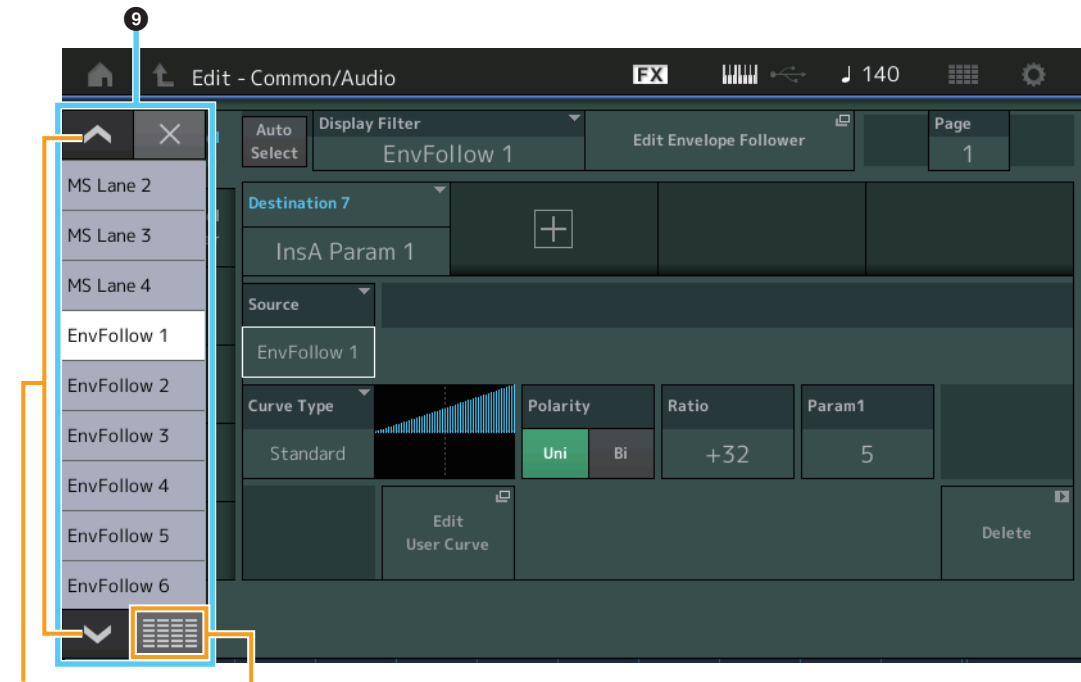 9
Edit - Common/Audio
FX
140
Auto Select
Display Filter
EnvFollow 1
Edit Envelope Follower
Page
1
MS Lane 2
MS Lane 3
MS Lane 4
EnvFollow 1
EnvFollow 2
EnvFollow 3
EnvFollow 4
EnvFollow 5
EnvFollow 6
Destination 7
InsA Param 1
Source
EnvFollow 1
Curve Type
Standard
Polarity
Uni
Bi
Ratio
+32
Param1
5
Edit
User Curve
Delete